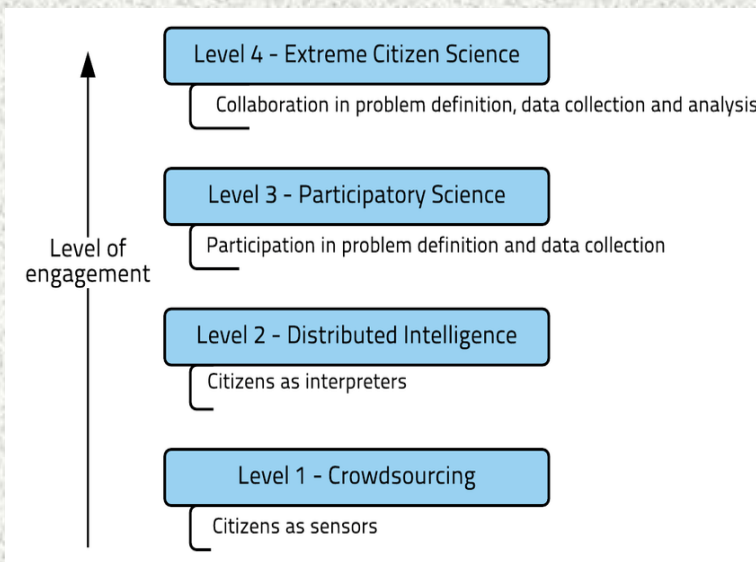 Level 4 - Extreme Citizen Science
Collaboration in problem definition, data collection and analysis
Level 3 - Participatory Science
Participation in problem definition and data collection
Level of
engagement
Level 2 - Distributed Intelligence
Citizens as interpreters
Level 1 - Crowdsourcing
Citizens as sensors